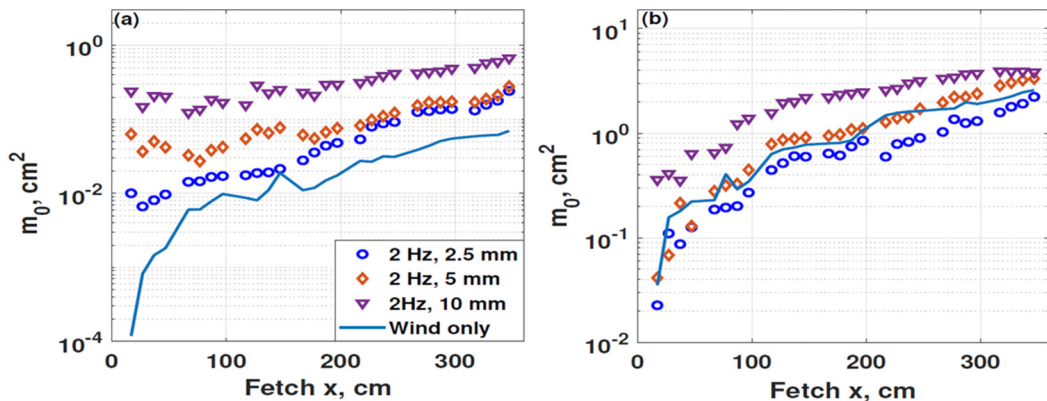 (a)
m0, cm2
10^0
10^-2
10^-4
0
100
200
300
Fetch x, cm
2 Hz, 2.5 mm
2 Hz, 5 mm
2Hz, 10 mm
Wind only
(b)
m0, cm2
10^1
10^0
10^-1
10^-2
0
100
200
300
Fetch x, cm